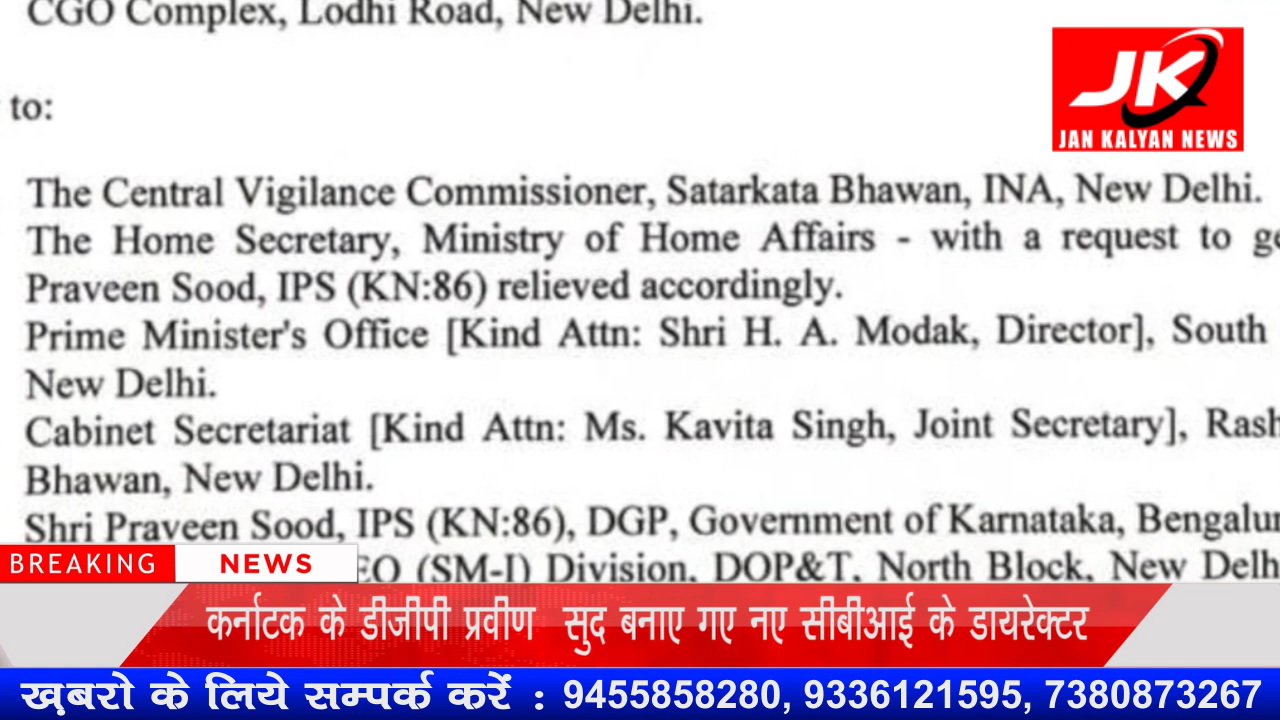 CGO Complex, Lodhi Road, New Delhi.
JK
JAN KALYAN NEWS
to:
The Central Vigilance Commissioner, Satarkata Bhawan, INA, New Delhi.
The Home Secretary, Ministry of Home Affairs - with a request to
Praveen Sood, IPS (KN:86) relieved accordingly.
Prime Minister's Office [Kind Attn: Shri H. A. Modak, Director], South
New Delhi.
Cabinet Secretariat [Kind Attn: Ms. Kavita Singh, Joint Secretary],
Bhawan, New Delhi.
Shri Praveen Sood, IPS (KN:86), DGP, Government of Karnataka,
(SM-I) Division, DOP&T, North Block, New
BREAKING NEWS
कर्नाटक के डीजीपी प्रवीण सुद बनाए गए नए सीबीआई के डायरेक्टर
ख़बरो के लिये सम्पर्क करें : 9455858280, 9336121595, 7380873267